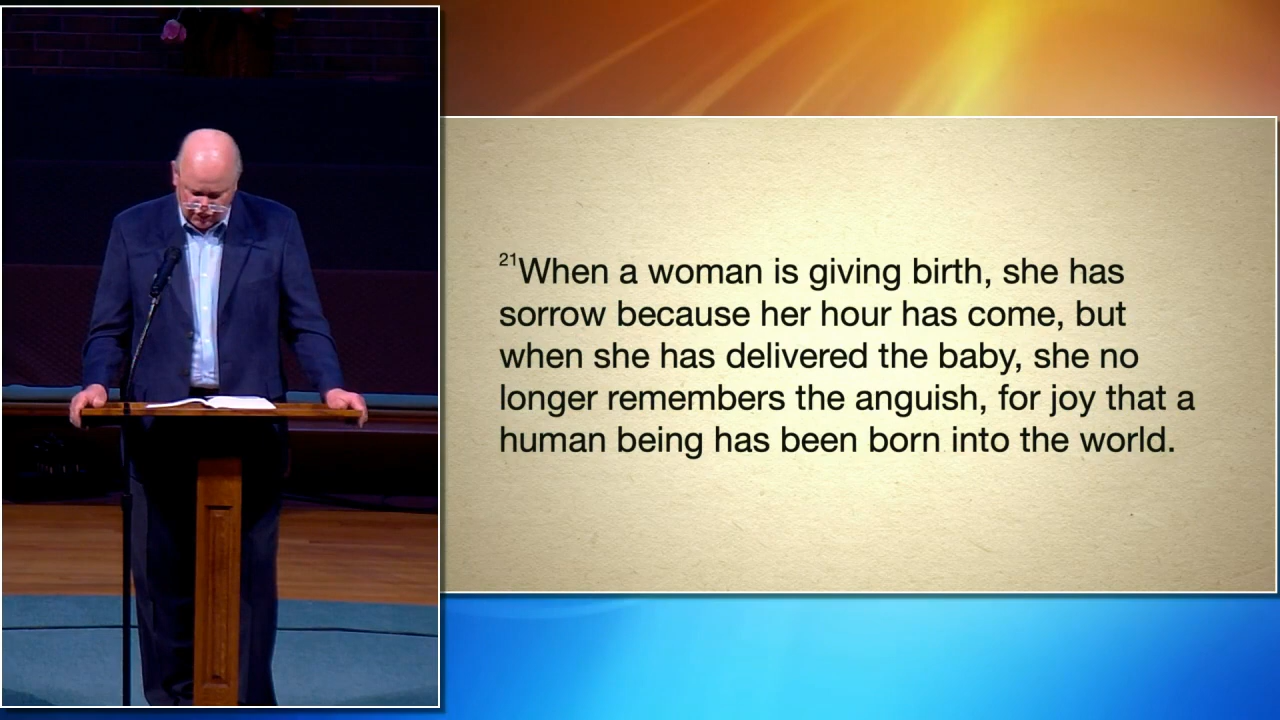 ²¹When a woman is giving birth, she has
sorrow because her hour has come, but
when she has delivered the baby, she no
longer remembers the anguish, for joy that a
human being has been born into the world.